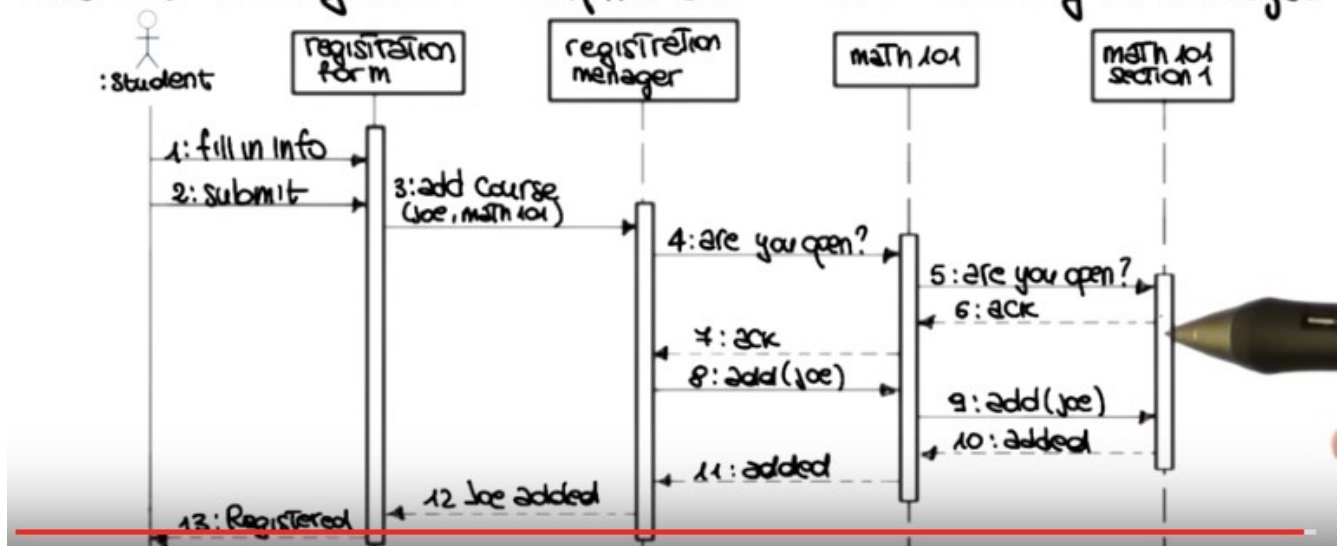 :Student
registration
form
registration
manager
math 101
math 101
section 1
1: fill in info
2: submit
3: add course
(joe, math 101)
4: are you open?
5: are you open?
6: ack
7: ack
8: add (joe)
9: add (joe)
10: added
11: added
12 Joe added
13: Registered